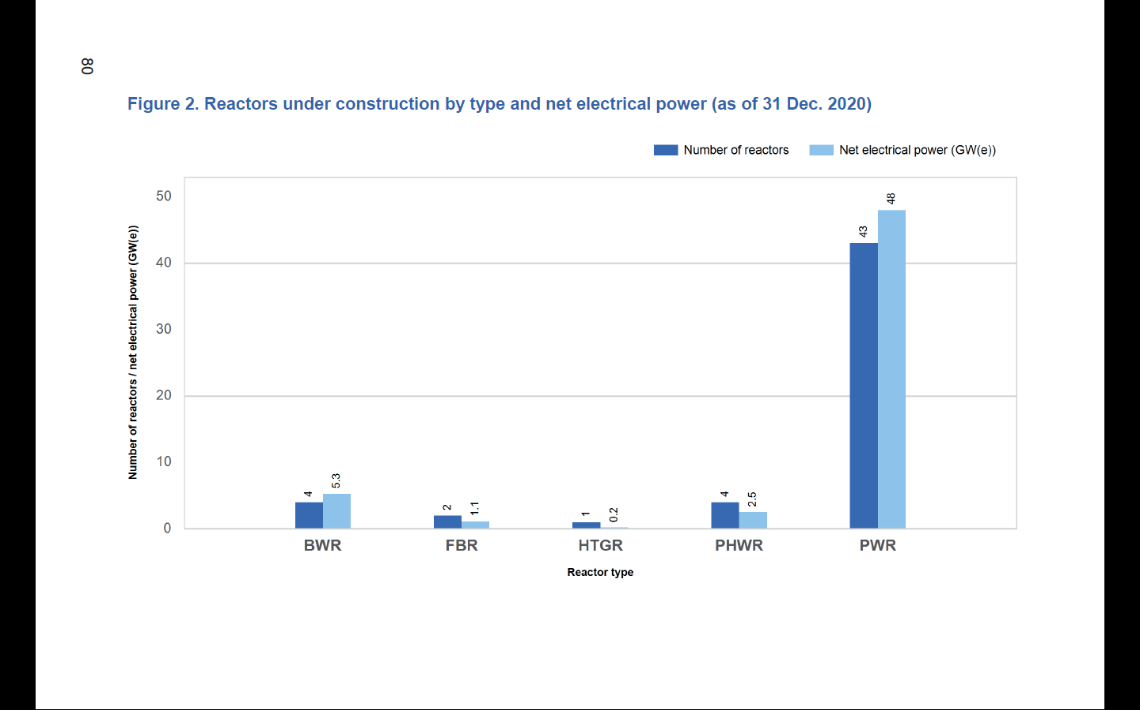 80
Figure 2. Reactors under construction by type and net electrical power (as of 31 Dec. 2020)
Number of reactors
Net electrical power (GW(e))
Number of reactors / net electrical power (GW(e))
50
40
30
20
10
0
4
5.3
2
1.1
1
0.2
4
2.5
43
48
BWR
FBR
HTGR
PHWR
PWR
Reactor type